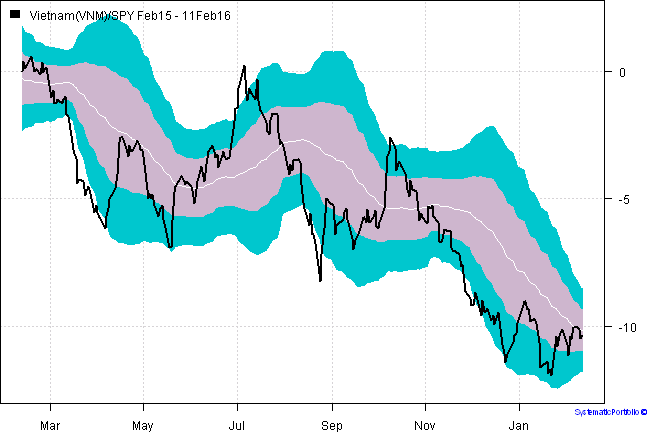 Vietnam(VNM)/SPY Feb15 - 11Feb16
0
-5
-10
Mar May Jul Sep Nov Jan
SystematicPortfolio ©